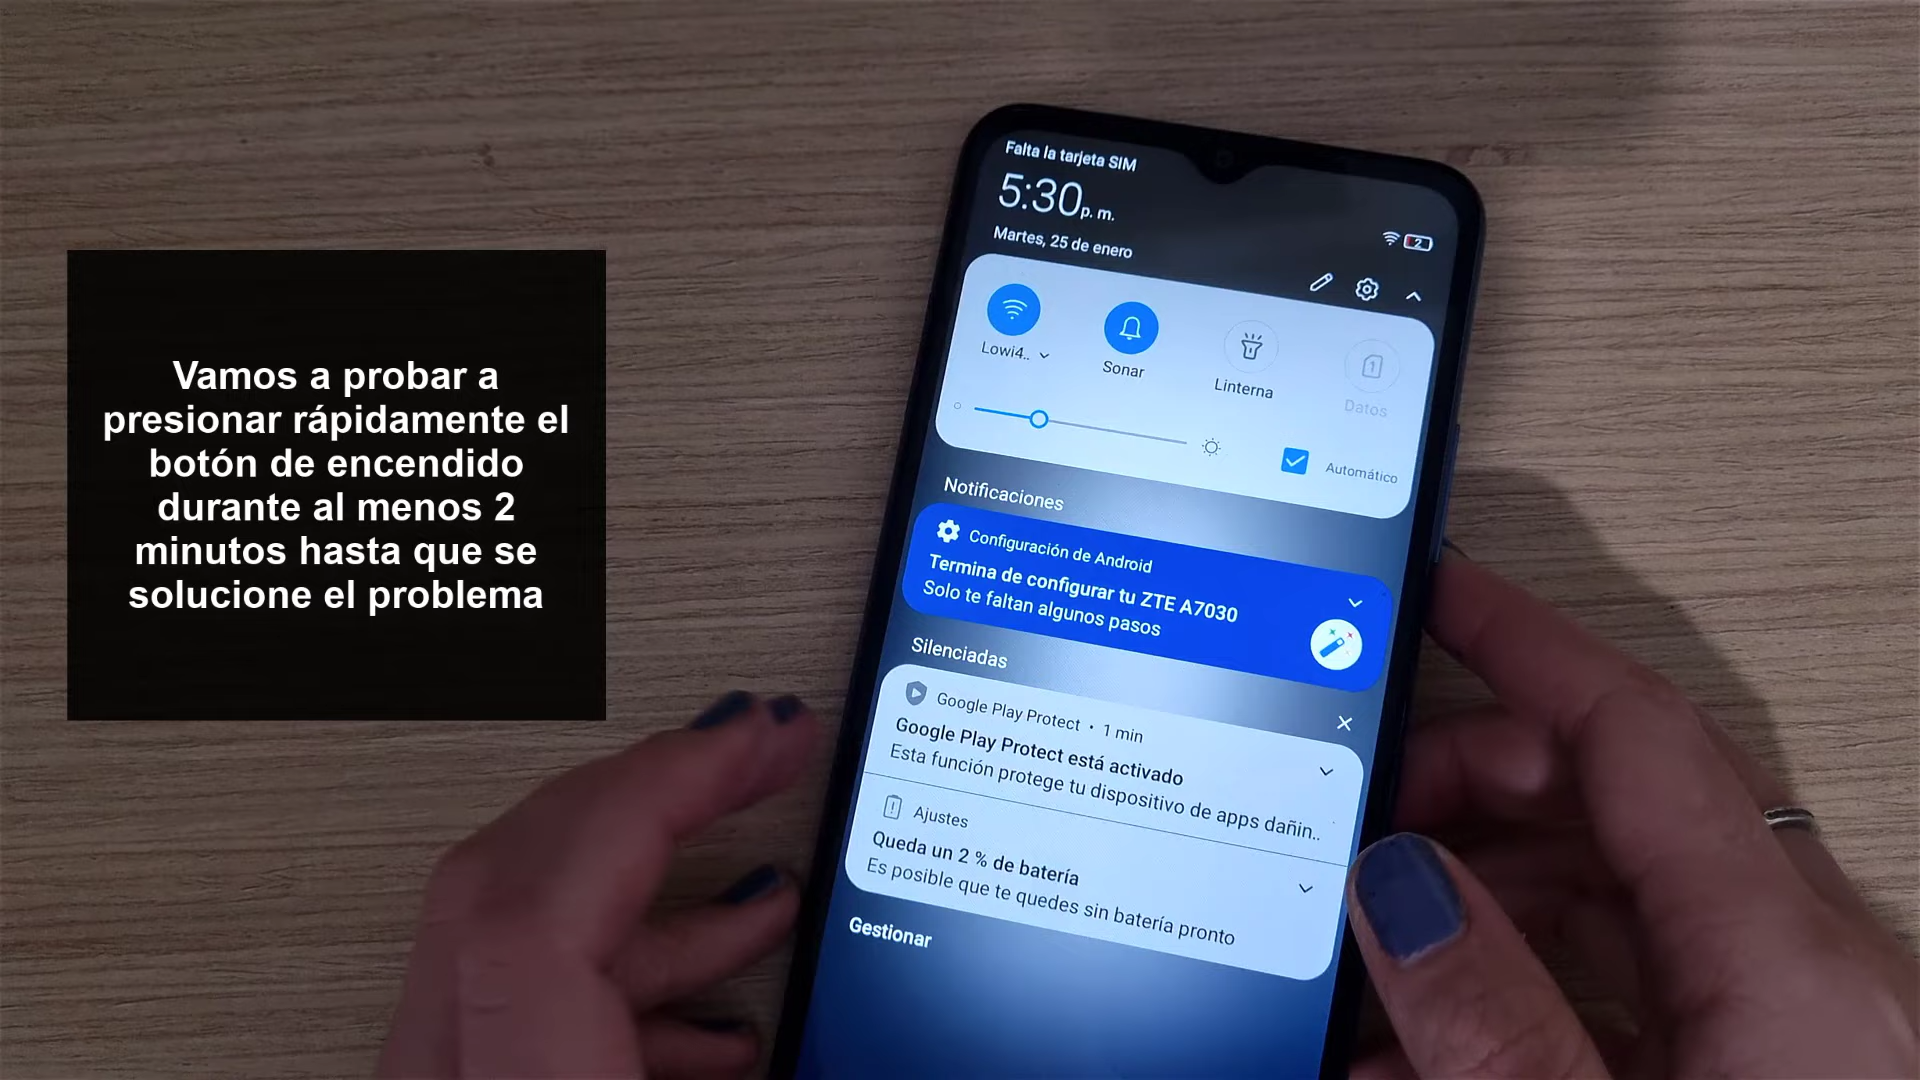 Vamos a probar a
presionar rápidamente el
botón de encendido
durante al menos 2
minutos hasta que se
solucione el problema
Falta la tarjeta SIM
5:30 p. m.
2
Martes, 25 de enero
Lowi4..
Sonar
Linterna
1
Datos
Automático
Notificaciones
Configuración de Android
Termina de configurar tu ZTE A7030
Solo te faltan algunos pasos
Silenciadas
Google Play Protect • 1 min
Google Play Protect está activado
Esta función protege tu dispositivo de apps dañin..
Ajustes
Queda un 2 % de batería
Es posible que te quedes sin batería pronto
Gestionar